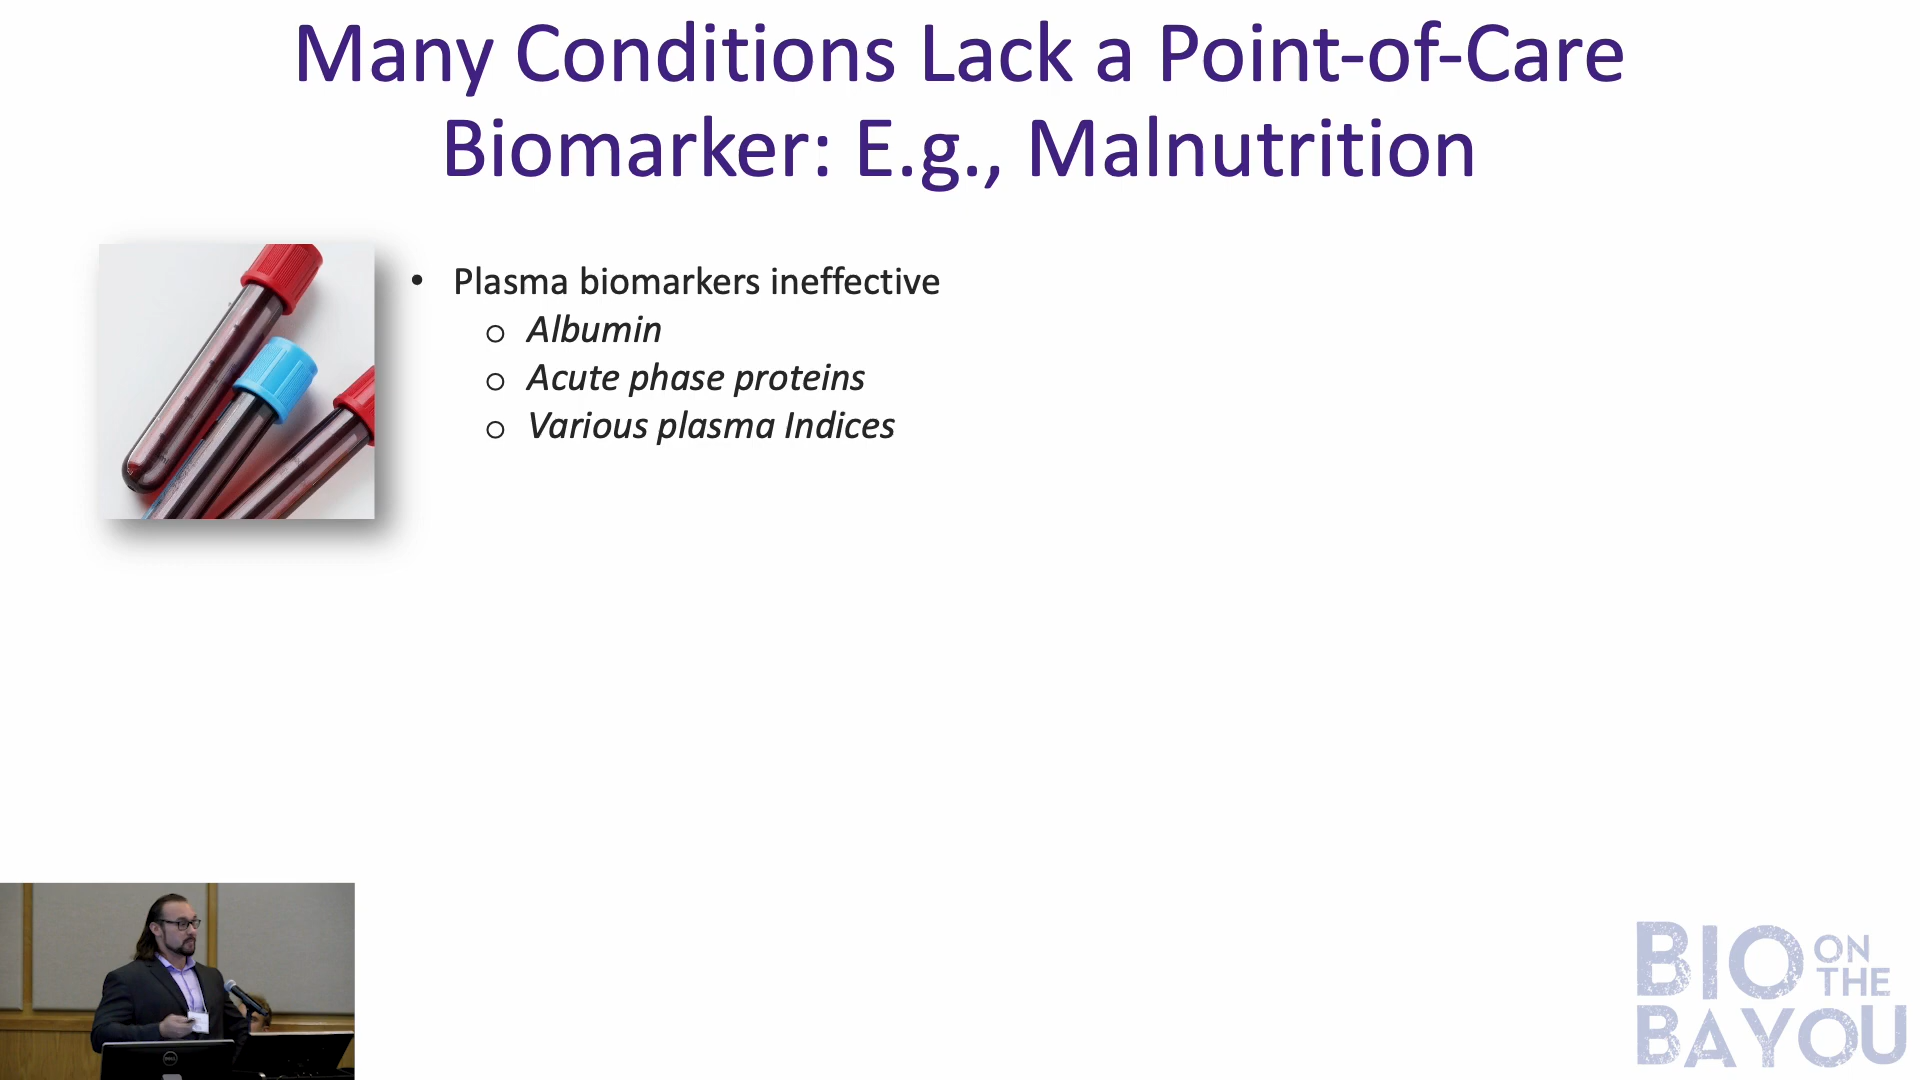 Many Conditions Lack a Point-of-Care
Biomarker: E.g., Malnutrition
• Plasma biomarkers ineffective
o Albumin
o Acute phase proteins
o Various plasma Indices
BIO ON THE
BAYOU
DELL